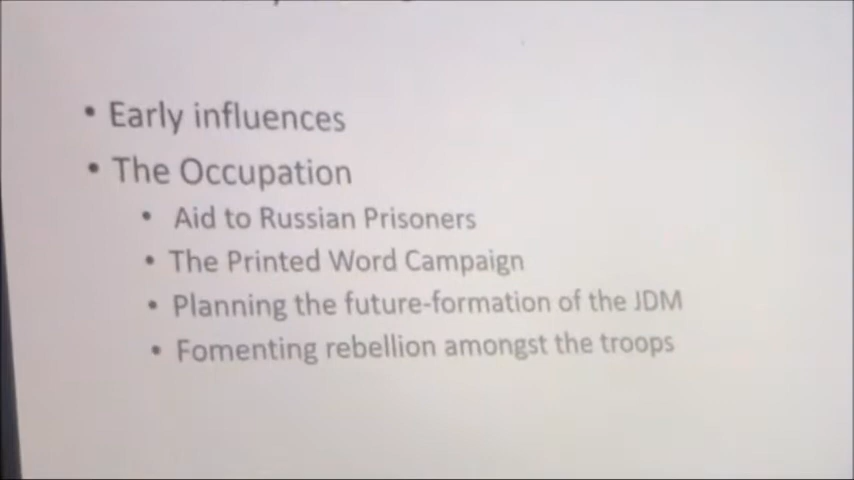 • Early influences
• The Occupation
• Aid to Russian Prisoners
• The Printed Word Campaign
• Planning the future-formation of the JDM
• Fomenting rebellion amongst the troops